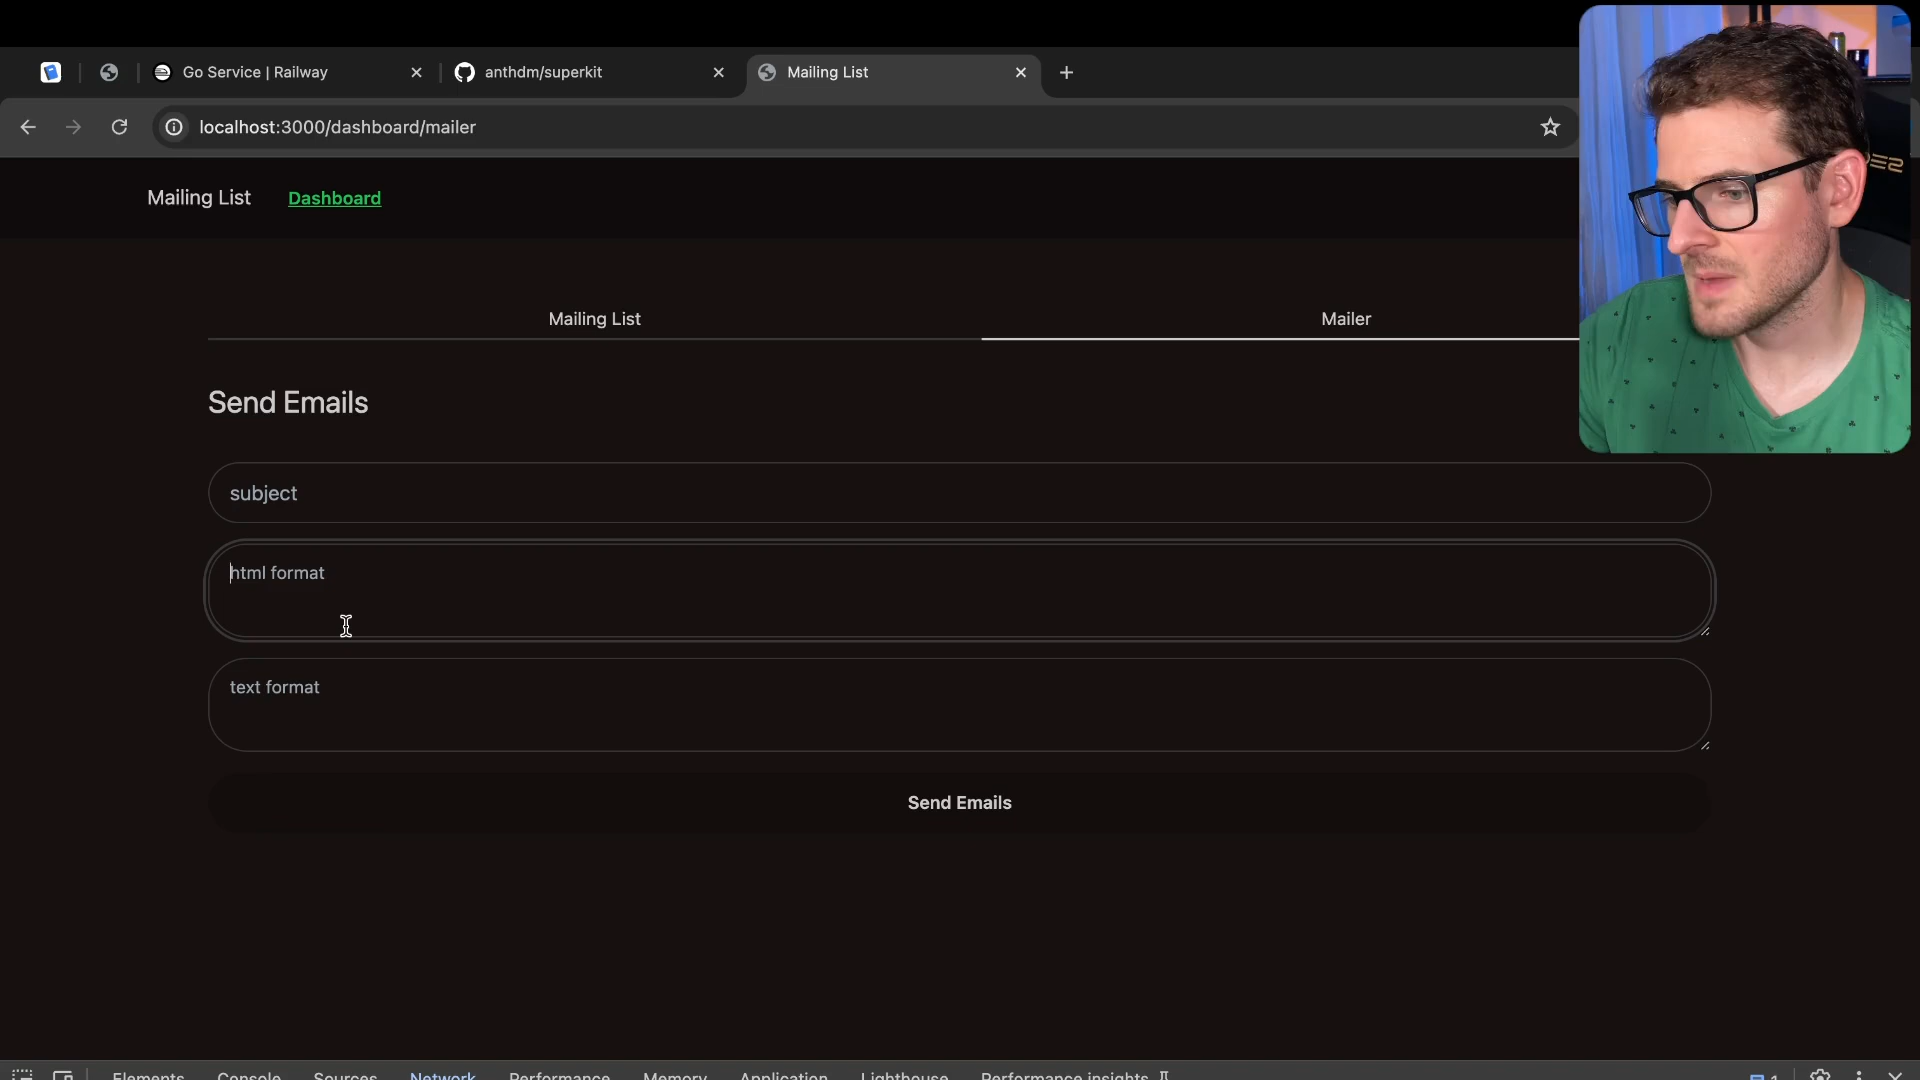 Go Service | Railway
anthdm/superkit
Mailing List
localhost:3000/dashboard/mailer
Mailing List
Dashboard
Mailing List
Mailer
Send Emails
subject
html format
text format
Send Emails
Elements
Console
Sources
Network
Performance
Memory
Application
Lighthouse
Performance insights
1